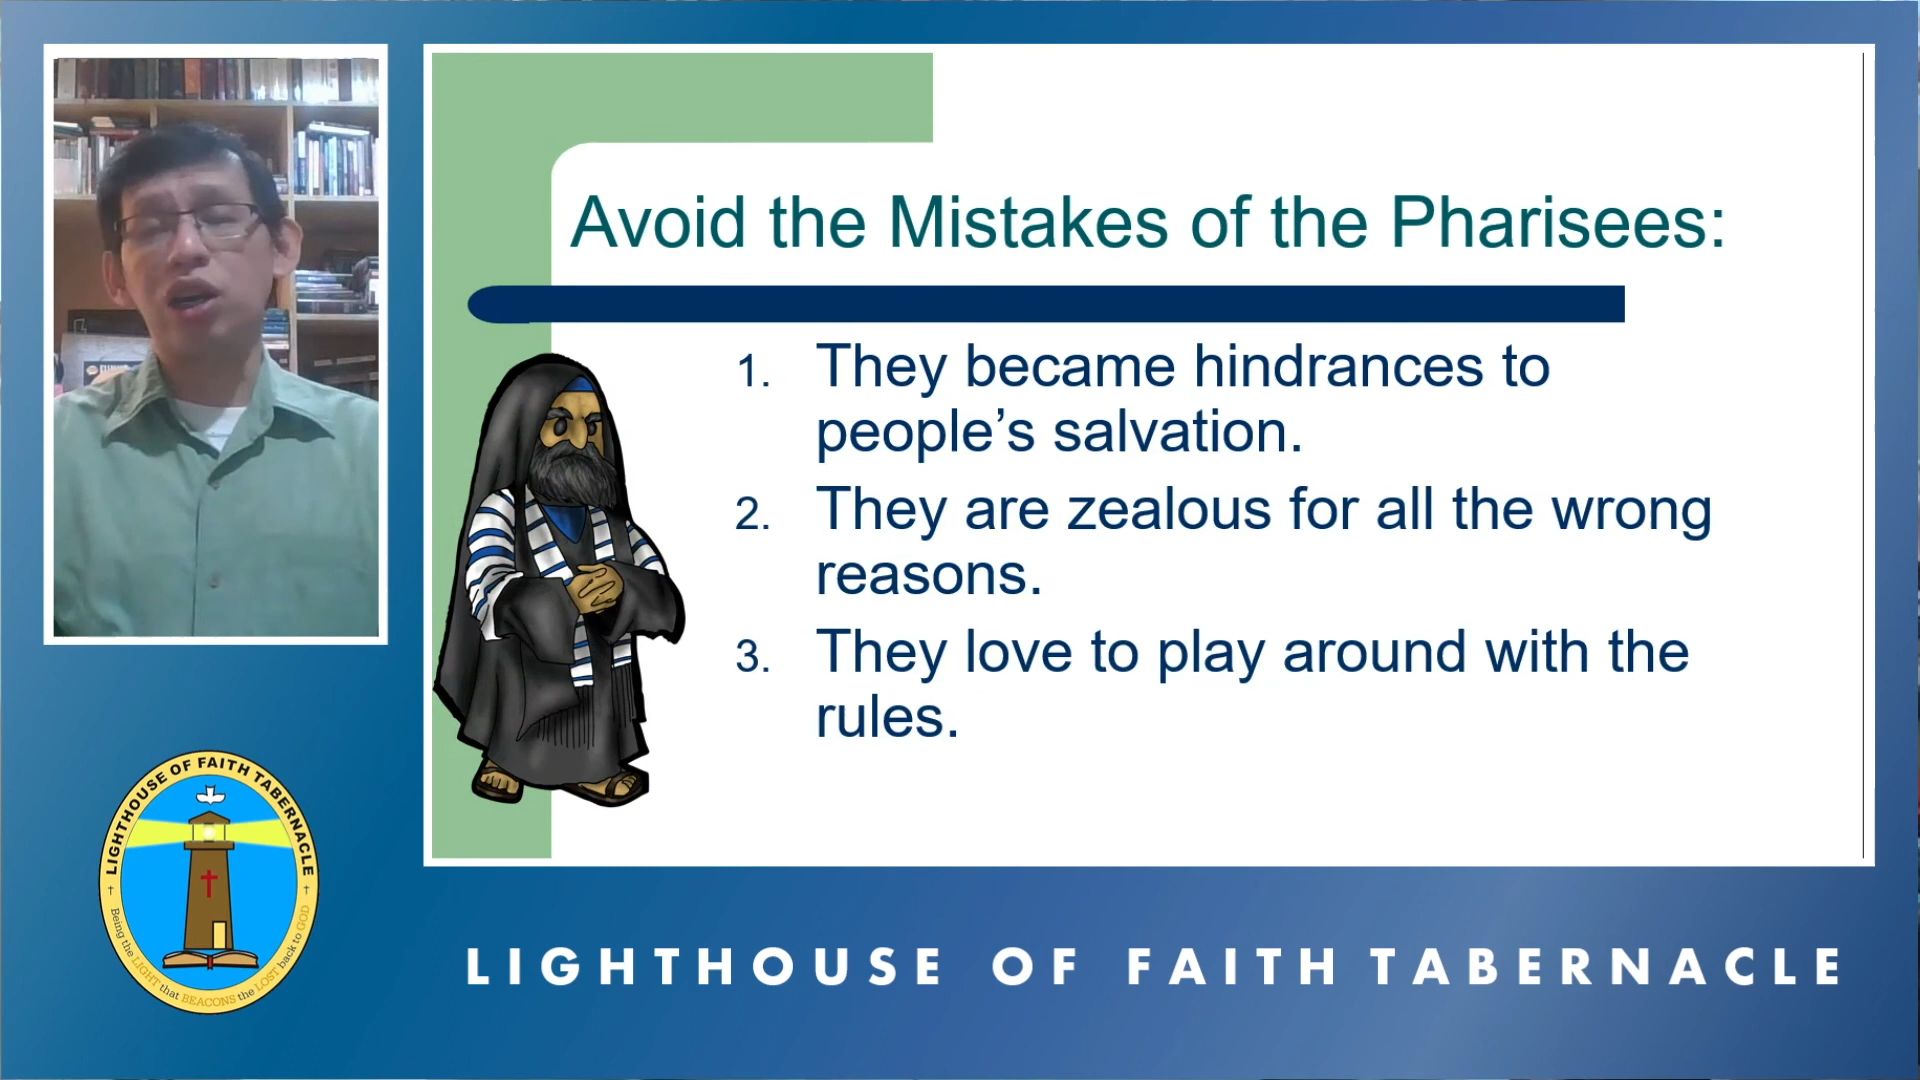 Avoid the Mistakes of the Pharisees:
1. They became hindrances to
people’s salvation.
2. They are zealous for all the wrong
reasons.
3. They love to play around with the
rules.
LIGHTHOUSE OF FAITH TABERNACLE
Being the LIGHT that BEACONS the LOST back to GOD
LIGHTHOUSE OF FAITH TABERNACLE